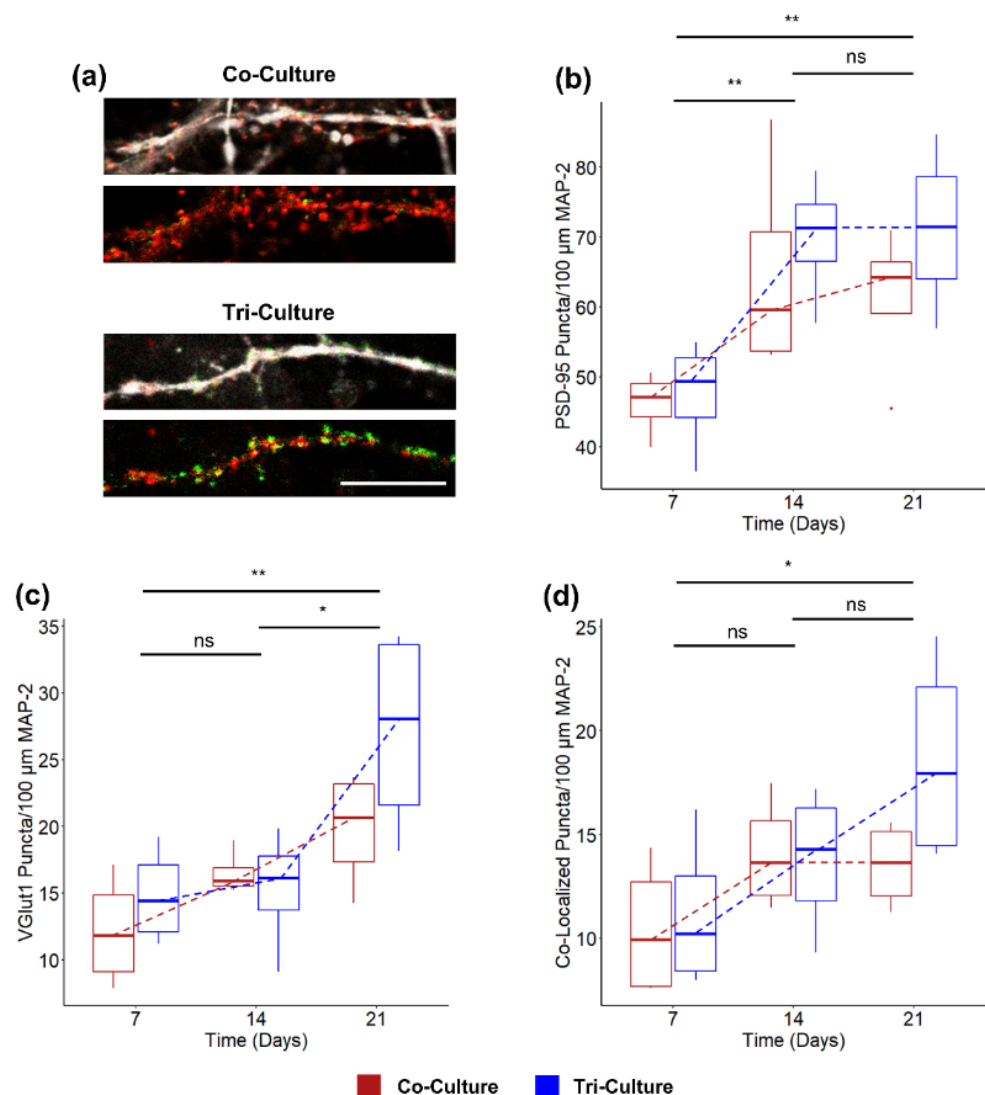 (a)
Co-Culture
Tri-Culture
(b)
**
ns
**
PSD-95 Puncta/100 µm MAP-2
80
70
60
50
40
7 14 21
Time (Days)
(c)
**
*
ns
VGlut1 Puncta/100 µm MAP-2
35
30
25
20
15
10
7 14 21
Time (Days)
(d)
*
ns
ns
Co-Localized Puncta/100 µm MAP-2
25
20
15
10
7 14 21
Time (Days)
Co-Culture Tri-Culture